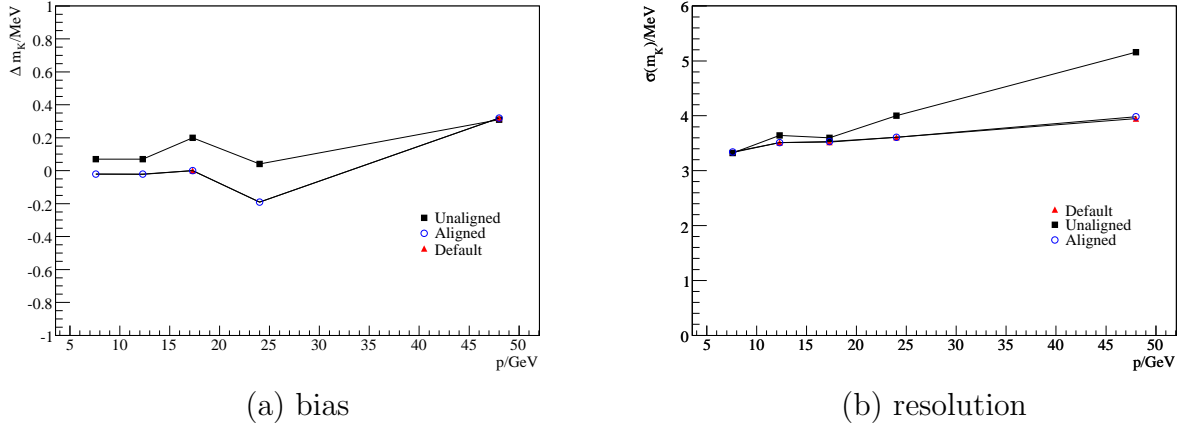 Δ m_K/MeV
1
0.8
0.6
0.4
0.2
0
-0.2
-0.4
-0.6
-0.8
-1
Unaligned
Aligned
Default
5 10 15 20 25 30 35 40 45 50
p/GeV
(a) bias
σ(m_K)/MeV
6
5
4
3
2
1
0
Default
Unaligned
Aligned
5 10 15 20 25 30 35 40 45 50
p/GeV
(b) resolution